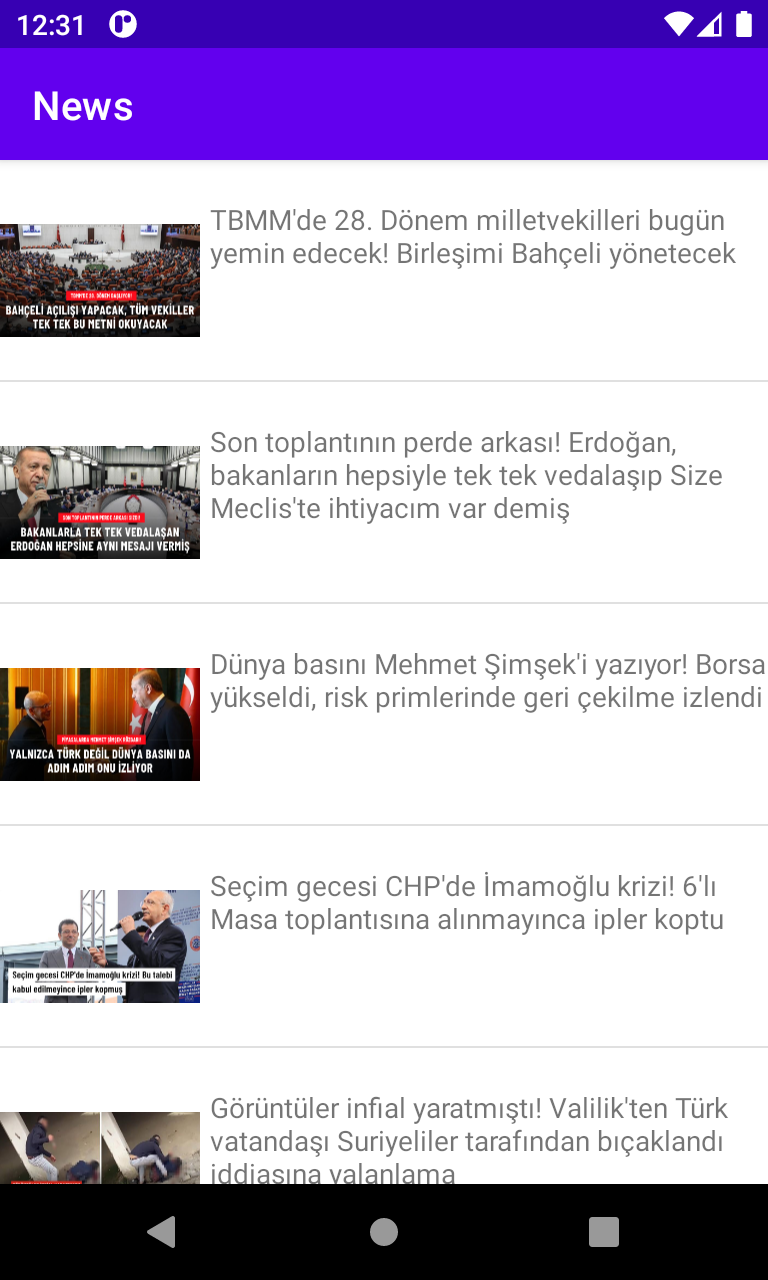 12:31
News
TBMM'de 28. Dönem milletvekilleri bugün
yemin edecek! Birleşimi Bahçeli yönetecek
TBMM'DE 28. DÖNEM BAŞLIYOR!
BAHÇELİ AÇILIŞI YAPACAK, TÜM VEKİLLER
TEK TEK BU METNİ OKUYACAK
Son toplantının perde arkası! Erdoğan,
bakanların hepsiyle tek tek vedalaşıp Size
Meclis'te ihtiyacım var demiş
SON TOPLANTININ PERDE ARKASI
BAKANLARLA TEK TEK VEDALAŞAN
ERDOĞAN HEPSİNE AYNI MESAJI VERMİŞ
Dünya basını Mehmet Şimşek'i yazıyor! Borsa
yükseldi, risk primlerinde geri çekilme izlendi
PİYASALARDA MEHMET ŞİMŞEK RÜZGARI!
YALNIZCA TÜRK DEĞİL DÜNYA BASINI DA
ADIM ADIM ONU İZLİYOR
Seçim gecesi CHP'de İmamoğlu krizi! 6'lı
Masa toplantısına alınmayınca ipler koptu
Seçim gecesi CHP'de İmamoğlu krizi! Bu talebi
kabul edilmeyince ipler kopmuş
Görüntüler infial yaratmıştı! Valilik'ten Türk
vatandaşı Suriyeliler tarafından bıçaklandı
iddiasına yalanlama